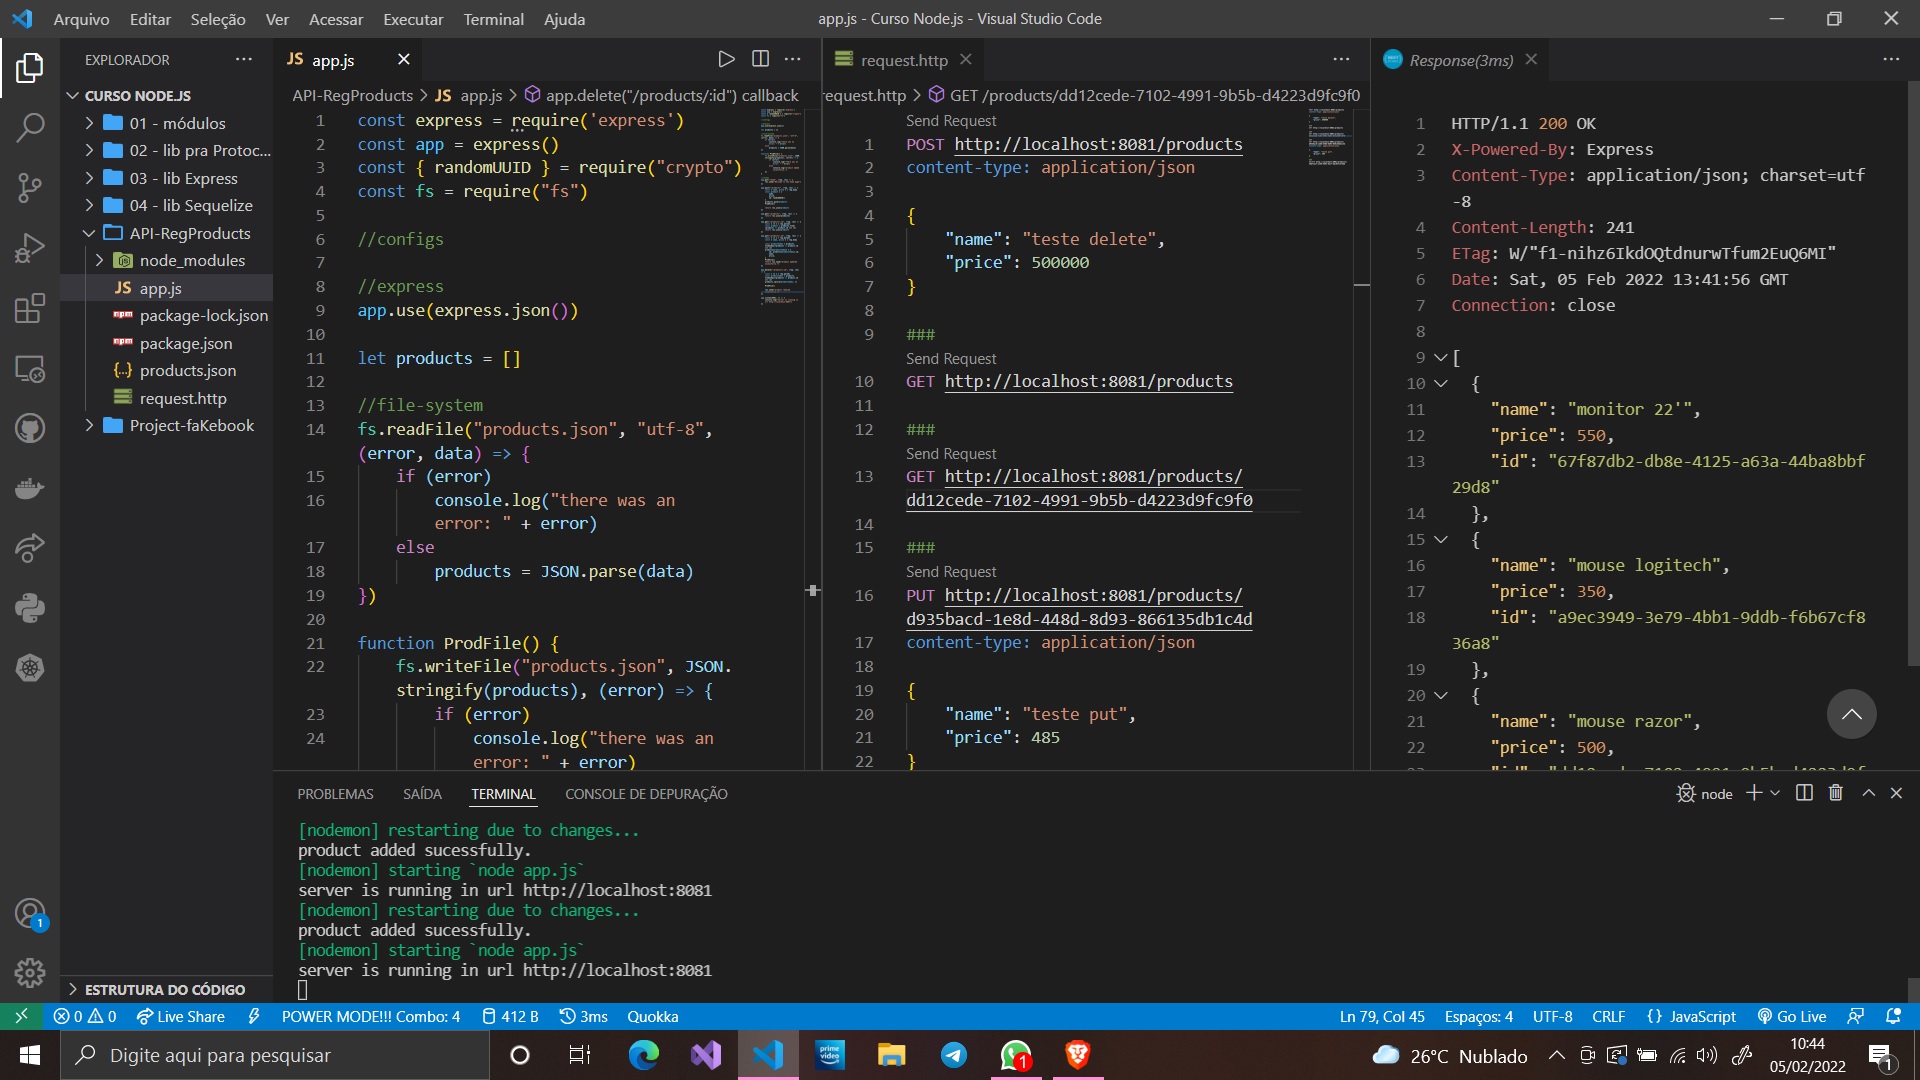 Arquivo Editar Seleção Ver Acessar Executar Terminal Ajuda
app.js - Curso Node.js - Visual Studio Code
EXPLORADOR
CURSO NODE.JS
01 - módulos
02 - lib pra Protoc...
03 - lib Express
04 - lib Sequelize
API-RegProducts
node_modules
JS app.js
package-lock.json
package.json
{..} products.json
request.http
Project-faKebook
ESTRUTURA DO CÓDIGO
JS app.js
API-RegProducts > JS app.js > app.delete("/products/:id") callback
1 const express = require('express')
2 const app = express()
3 const { randomUUID } = require("crypto")
4 const fs = require("fs")
5
6 //configs
7
8 //express
9 app.use(express.json())
10
11 let products = []
12
13 //file-system
14 fs.readFile("products.json", "utf-8",
(error, data) => {
15 if (error)
16 console.log("there was an
error: " + error)
17 else
18 products = JSON.parse(data)
19 })
20
21 function ProdFile() {
22 fs.writeFile("products.json", JSON.
stringify(products), (error) => {
23 if (error)
24 console.log("there was an
error: " + error)
request.http
request.http > GET /products/dd12cede-7102-4991-9b5b-d4223d9fc9f0
Send Request
1 POST http://localhost:8081/products
2 content-type: application/json
3
4 {
5 "name": "teste delete",
6 "price": 500000
7 }
8
9 ###
Send Request
10 GET http://localhost:8081/products
11
12 ###
Send Request
13 GET http://localhost:8081/products/
dd12cede-7102-4991-9b5b-d4223d9fc9f0
14
15 ###
Send Request
16 PUT http://localhost:8081/products/
d935bacd-1e8d-448d-8d93-866135db1c4d
17 content-type: application/json
18
19 {
20 "name": "teste put",
21 "price": 485
22 }
Response(3ms)
1 HTTP/1.1 200 OK
2 X-Powered-By: Express
3 Content-Type: application/json; charset=utf
-8
4 Content-Length: 241
5 ETag: W/"f1-nihz6IkdOQtdnurwTfum2EuQ6MI"
6 Date: Sat, 05 Feb 2022 13:41:56 GMT
7 Connection: close
8
9 [
10 {
11 "name": "monitor 22'",
12 "price": 550,
13 "id": "67f87db2-db8e-4125-a63a-44ba8bbf
29d8"
14 },
15 {
16 "name": "mouse logitech",
17 "price": 350,
18 "id": "a9ec3949-3e79-4bb1-9ddb-f6b67cf8
36a8"
19 },
20 {
21 "name": "mouse razor",
22 "price": 500,
PROBLEMAS SAÍDA TERMINAL CONSOLE DE DEPURAÇÃO
node
[nodemon] restarting due to changes...
product added sucessfully.
[nodemon] starting `node app.js`
server is running in url http://localhost:8081
[nodemon] restarting due to changes...
product added sucessfully.
[nodemon] starting `node app.js`
server is running in url http://localhost:8081
0 0 Live Share POWER MODE!!! Combo: 4 412 B 3ms Quokka
Ln 79, Col 45 Espaços: 4 UTF-8 CRLF {} JavaScript Go Live
Digite aqui para pesquisar
prime video
1
26°C Nublado
10:44
05/02/2022
1